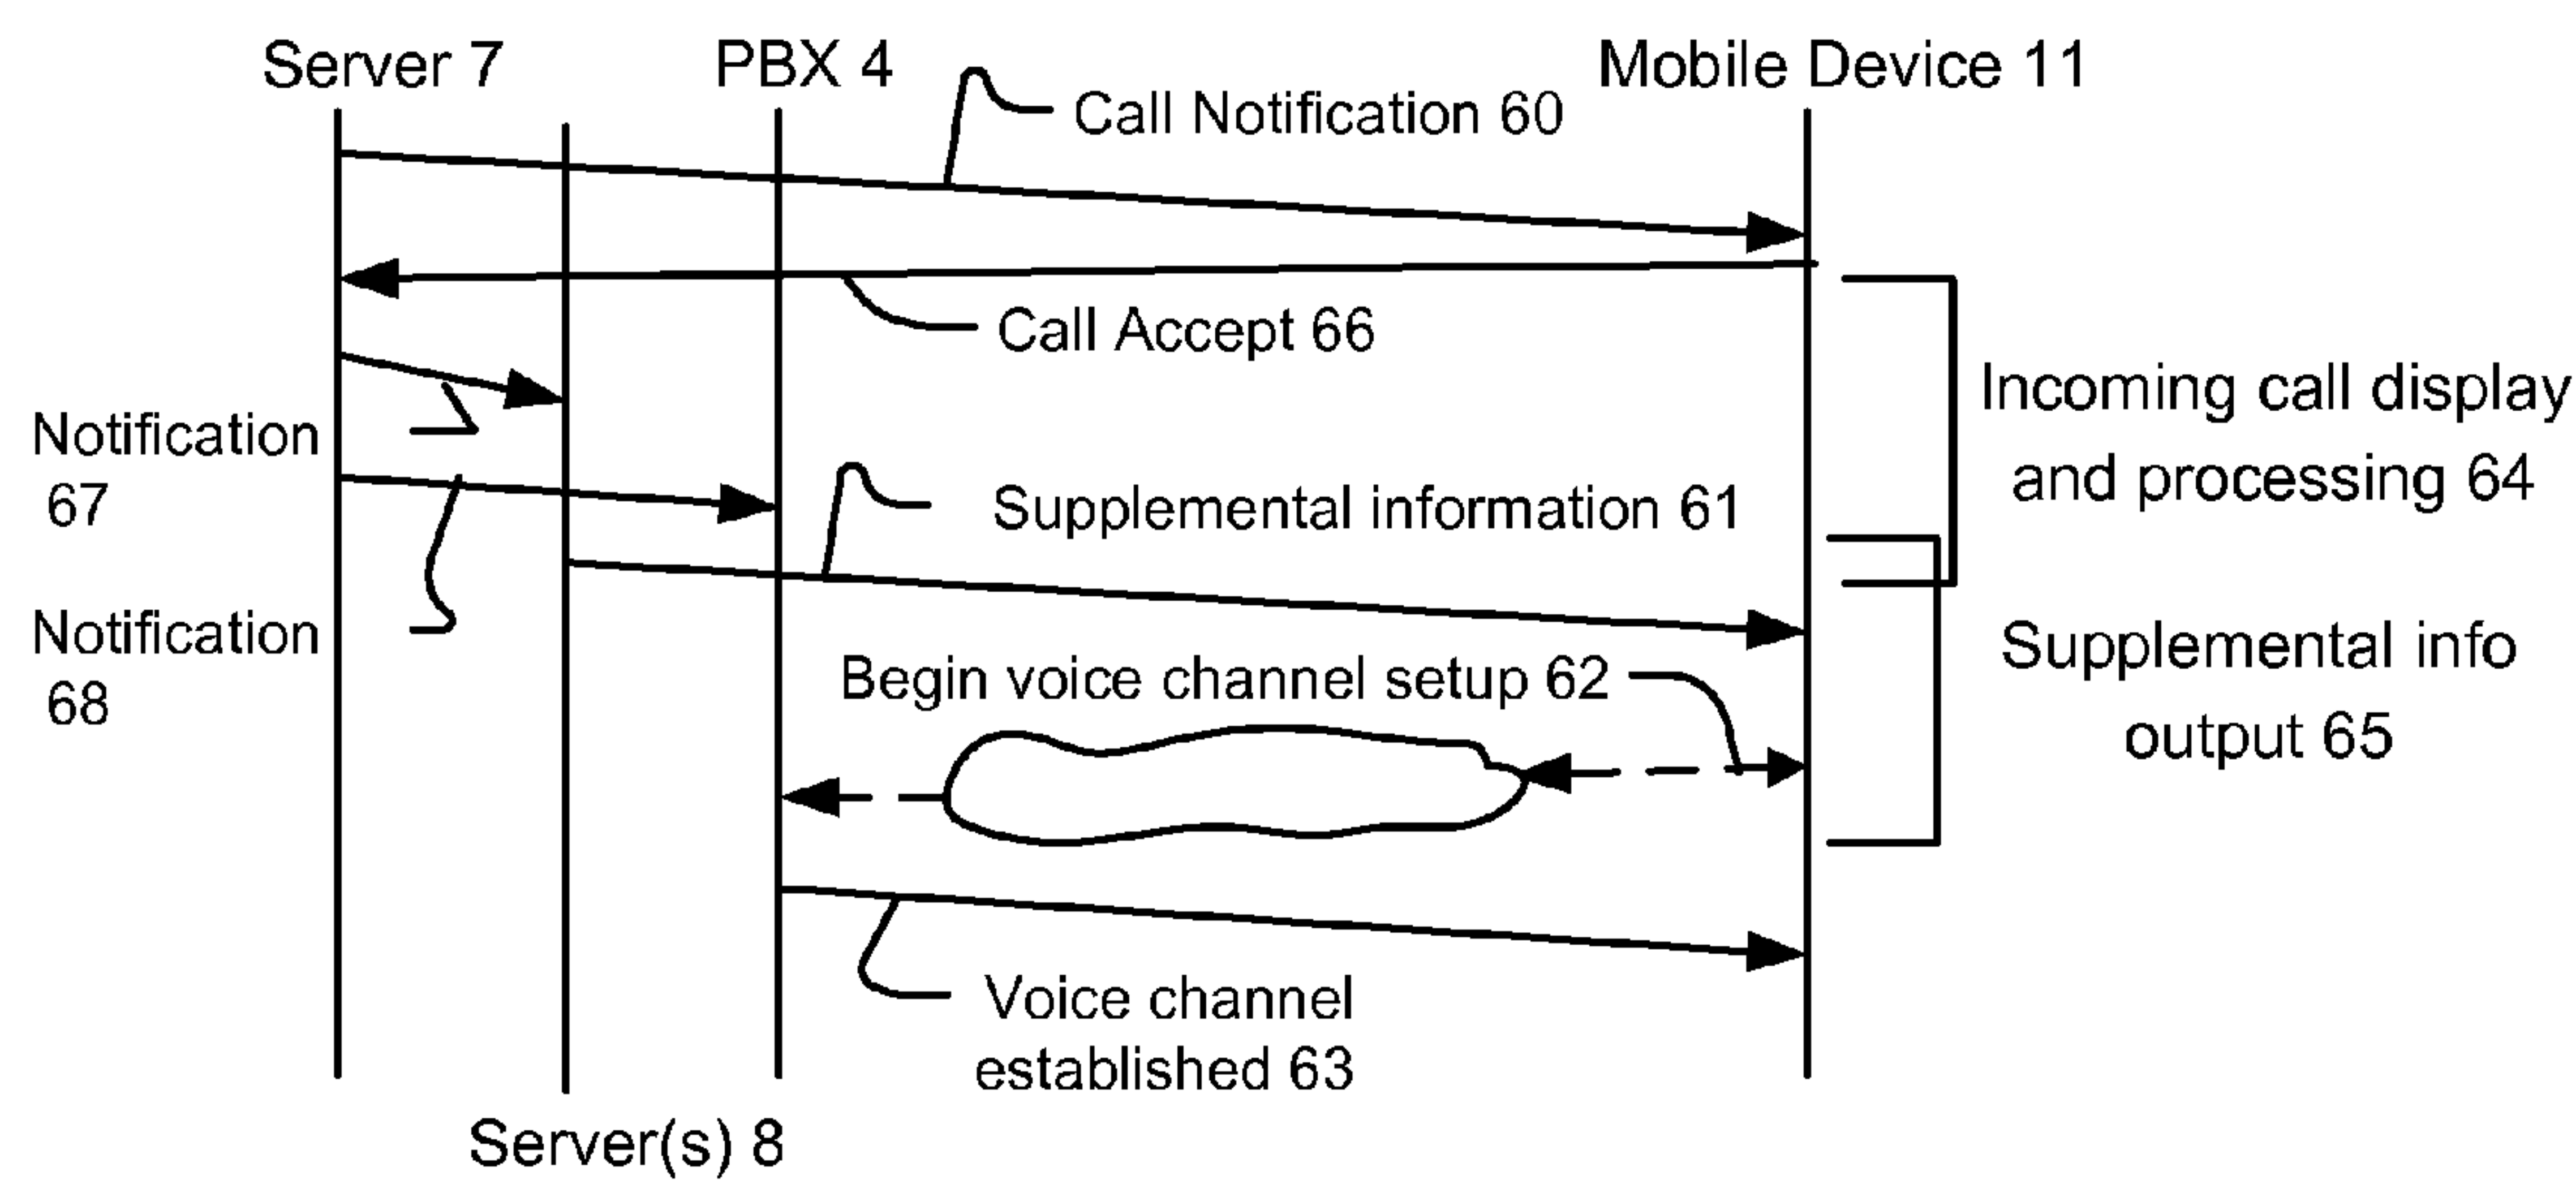 Server 7
PBX 4
Mobile Device 11
Call Notification 60
Call Accept 66
Incoming call display
and processing 64
Notification
67
Supplemental information 61
Notification
68
Begin voice channel setup 62
Supplemental info
output 65
Voice channel
established 63
Server(s) 8